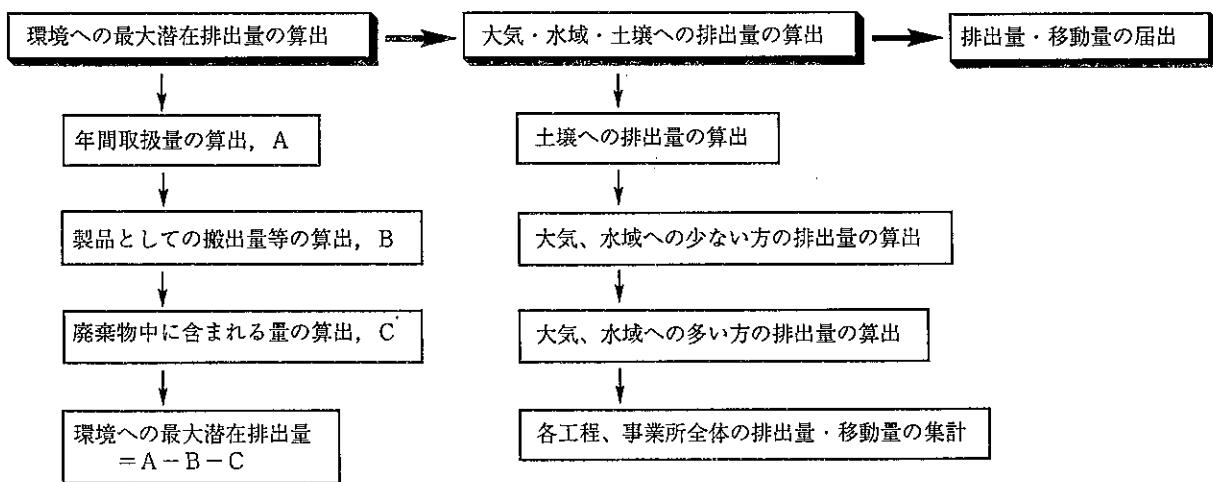 環境への最大潜在排出量の算出
大気・水域・土壌への排出量の算出
排出量・移動量の届出
年間取扱量の算出，A
製品としての搬出量等の算出，B
廃棄物中に含まれる量の算出，C
環境への最大潜在排出量
＝A－B－C
土壌への排出量の算出
大気、水域への少ない方の排出量の算出
大気、水域への多い方の排出量の算出
各工程、事業所全体の排出量・移動量の集計